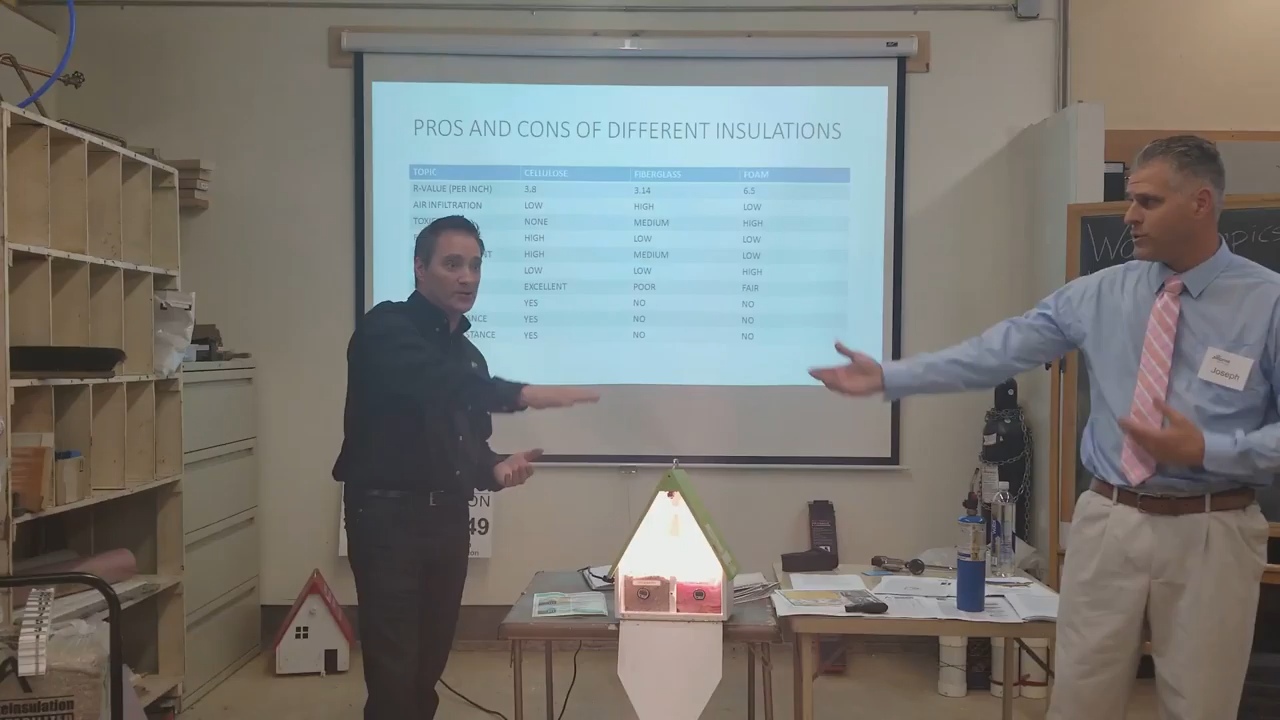 PROS AND CONS OF DIFFERENT INSULATIONS
TOPIC CELLULOSE FIBERGLASS FOAM
R-VALUE (PER INCH) 3.8 3.14 6.5
AIR INFILTRATION LOW HIGH LOW
NONE MEDIUM HIGH
HIGH LOW LOW
HIGH MEDIUM LOW
LOW LOW HIGH
EXCELLENT POOR FAIR
YES NO NO
YES NO NO
YES NO NO
Joseph
ON
49